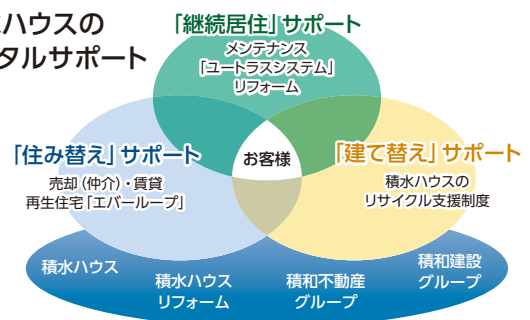 水ハウスの
タルサポート
「継続居住」サポート
メンテナンス
「ユートラスシステム」
リフォーム
「住み替え」サポート
売却（仲介）・賃貸
再生住宅「エバーループ」
お客様
「建て替え」サポート
積水ハウスの
リサイクル支援制度
積水ハウス
積水ハウス
リフォーム
積和不動産
グループ
積和建設
グループ